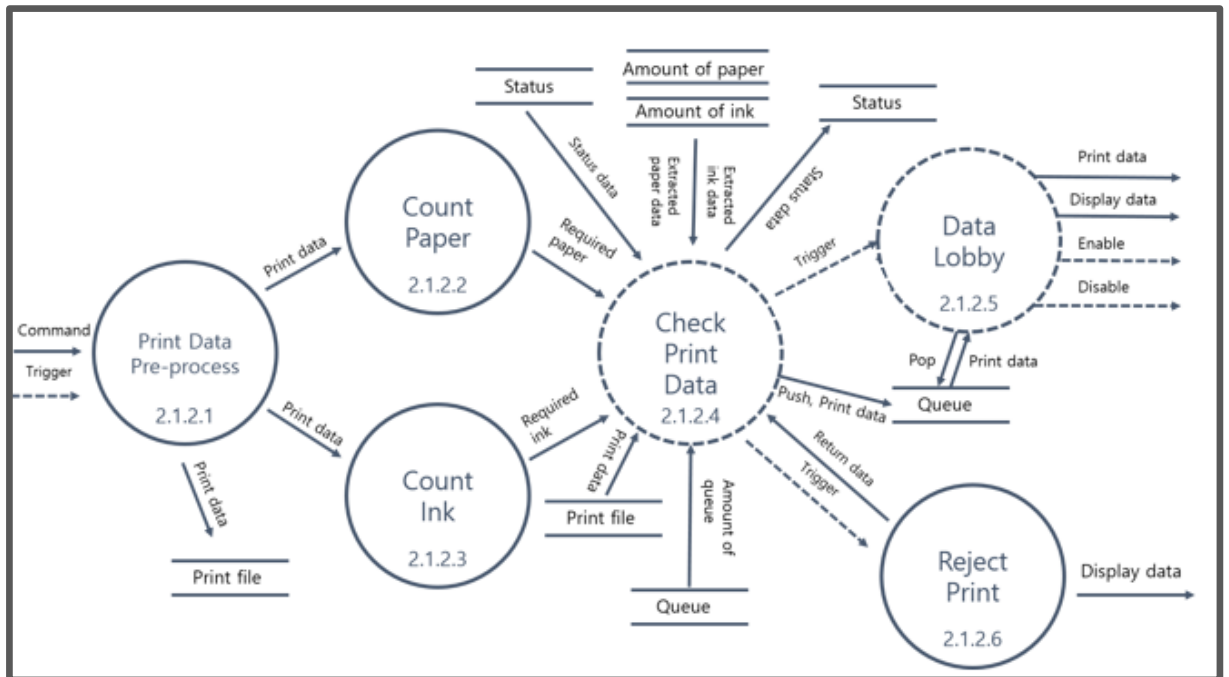 Amount of paper
Status
Amount of ink
Status
Status data
Extracted
paper data
Extracted
ink data
Status data
Print data
Display data
Enable
Disable
Count
Paper
2.1.2.2
Data
Lobby
2.1.2.5
Print data
Required
paper
Trigger
Command
Trigger
Print Data
Pre-process
2.1.2.1
Check
Print
Data
2.1.2.4
Pop
Print data
Push, Print data
Queue
Print data
Required
ink
Print data
Return data
Trigger
Print data
Count
Ink
2.1.2.3
Print file
Amount of
queue
Print file
Queue
Reject
Print
2.1.2.6
Display data